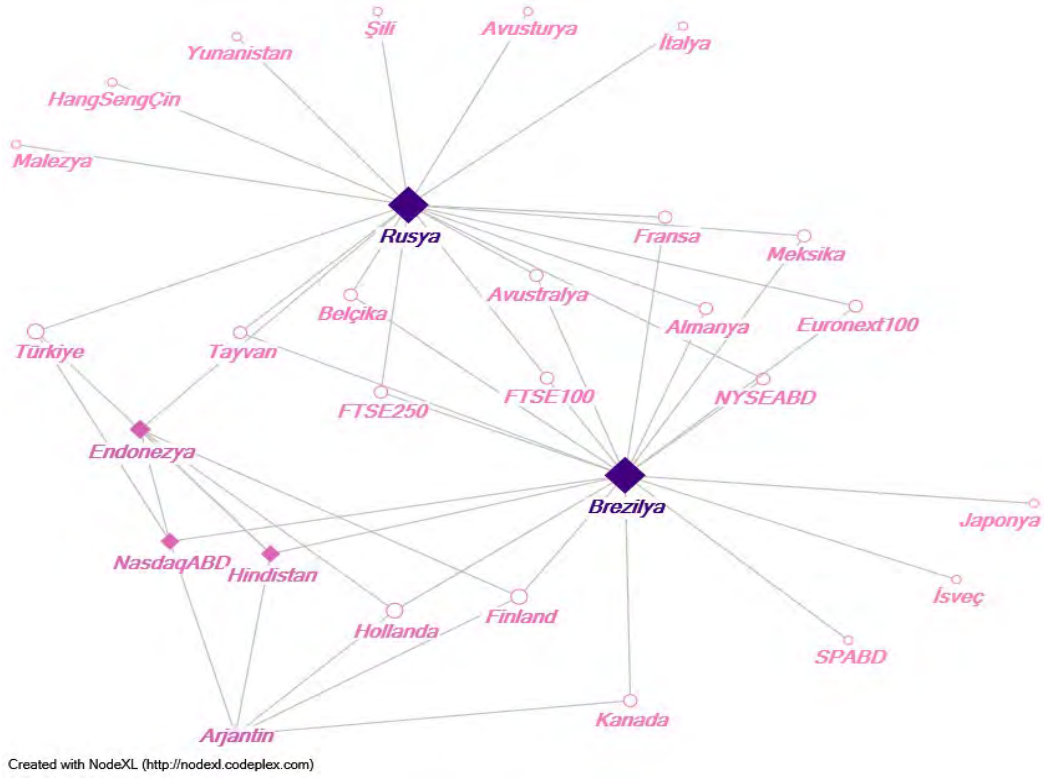 Şili
Avusturya
İtalya
Yunanistan
HangSengÇin
Malezya
Rusya
Fransa
Meksika
Avustralya
Belçika
Almanya
Euronext100
Türkiye
Tayvan
FTSE250
FTSE100
NYSEABD
Endonezya
Brezilya
Japonya
NasdaqABD
Hindistan
İsveç
Hollanda
Finland
SPABD
Kanada
Arjantin
Created with NodeXL (http://nodexl.codeplex.com)